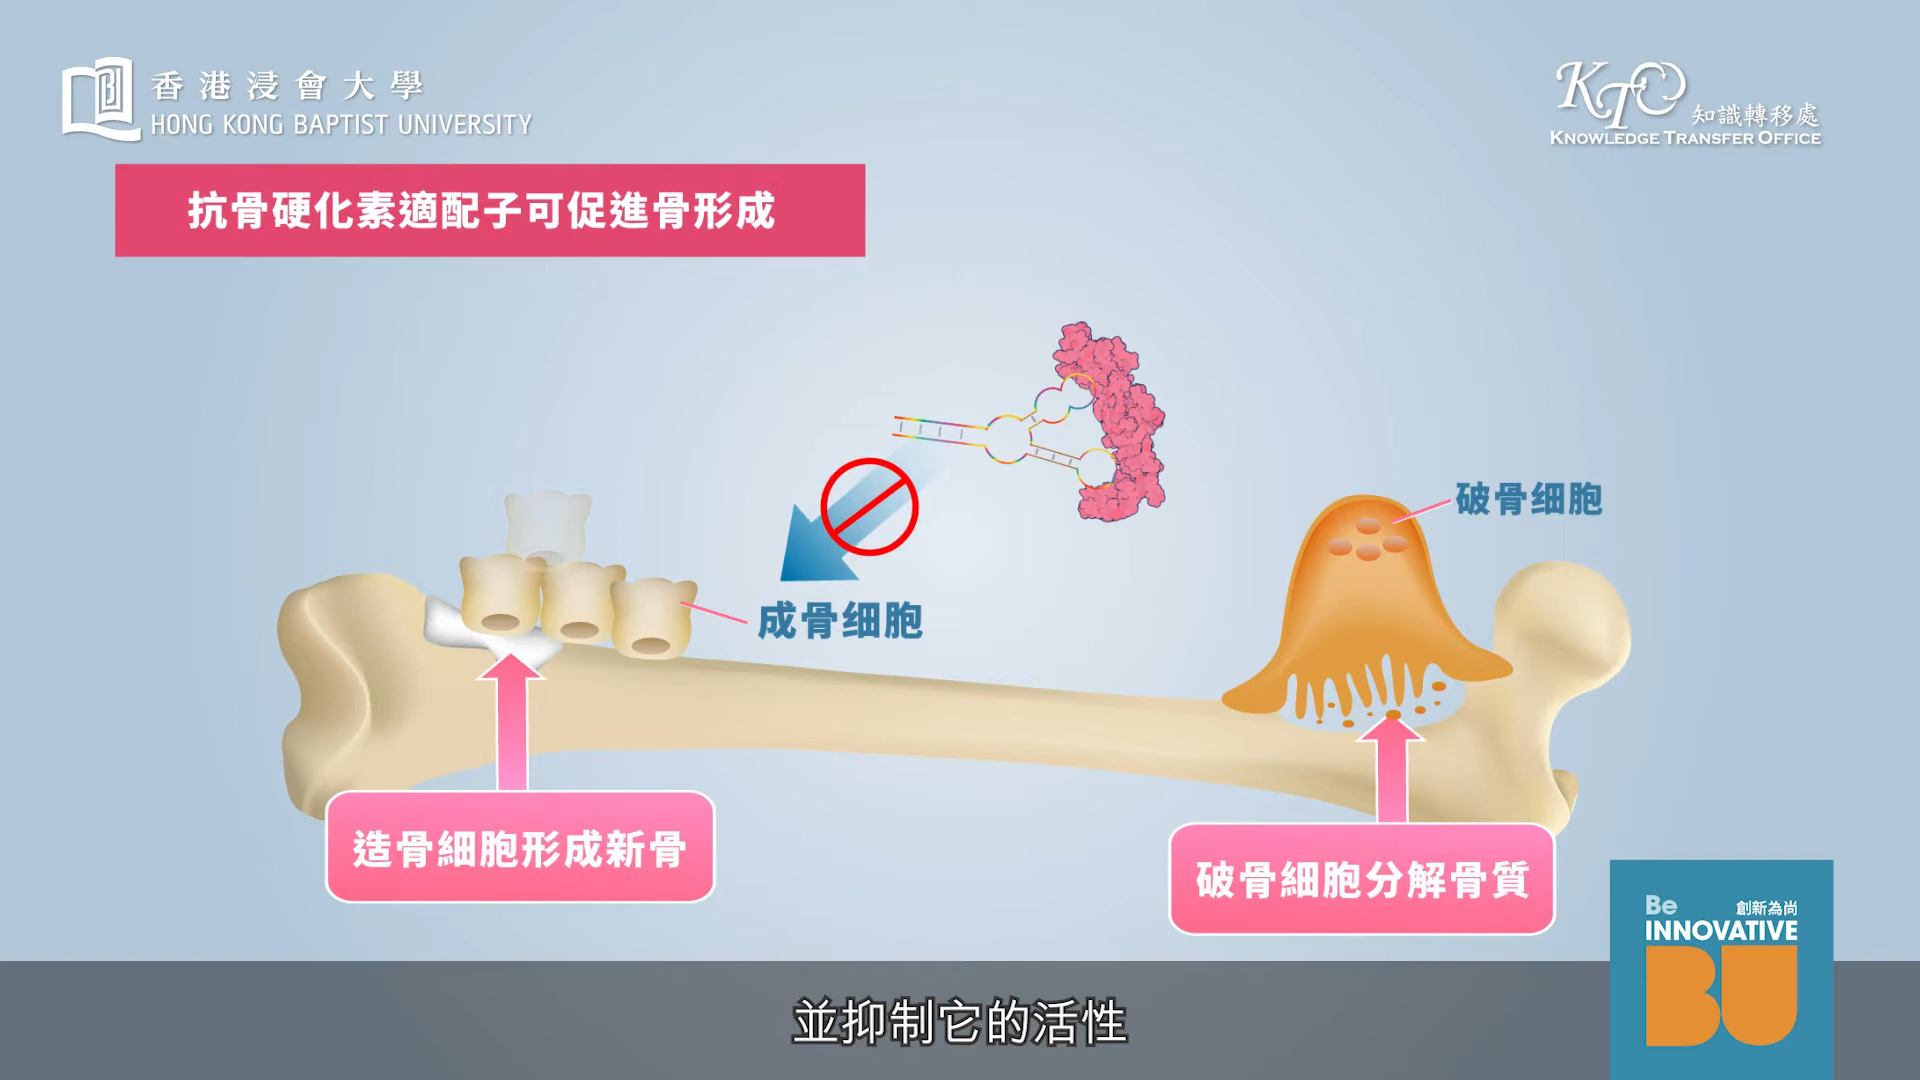 香港浸會大學
HONG KONG BAPTIST UNIVERSITY
KTO
知識轉移處
KNOWLEDGE TRANSFER OFFICE
抗骨硬化素適配子可促進骨形成
破骨细胞
成骨细胞
造骨細胞形成新骨
破骨細胞分解骨質
Be 創新為尚
INNOVATIVE
BU
並抑制它的活性